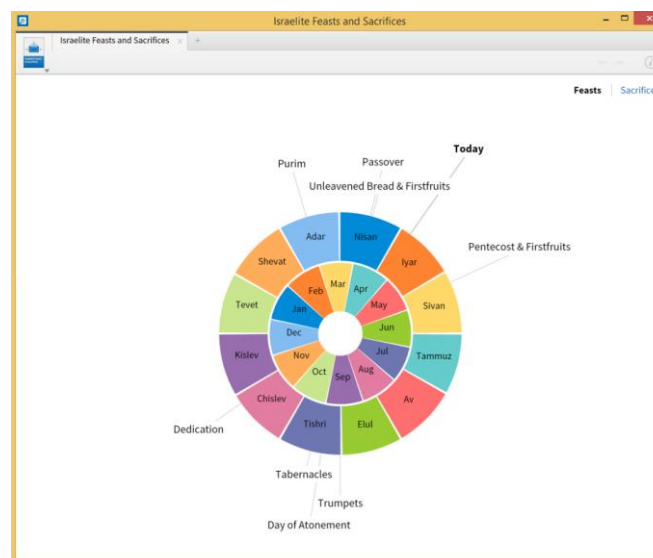 Israelite Feasts and Sacrifices
Israelite Feasts and Sacrifices
Feasts
Sacrifice
Today
Purim
Passover
Unleavened Bread & Firstfruits
Pentecost & Firstfruits
Adar
Nisan
Iyar
Shevat
Sivan
Tevet
Tammuz
Kislev
Av
Chislev
Tishri
Elul
Feb
Mar
Apr
Jan
May
Dec
Jun
Nov
Jul
Oct
Sep
Aug
Dedication
Tabernacles
Trumpets
Day of Atonement